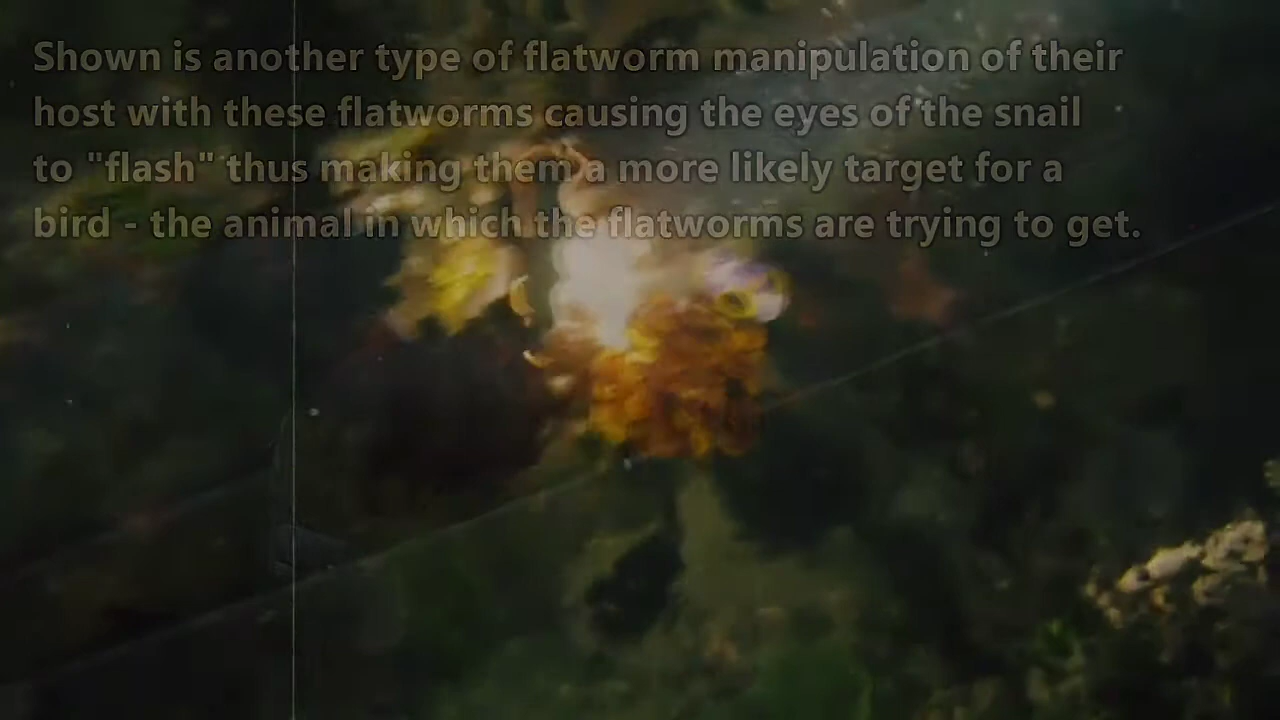 Shown is another type of flatworm manipulation of their
host with these flatworms causing the eyes of the snail
to "flash" thus making them a more likely target for a
bird - the animal in which the flatworms are trying to get.